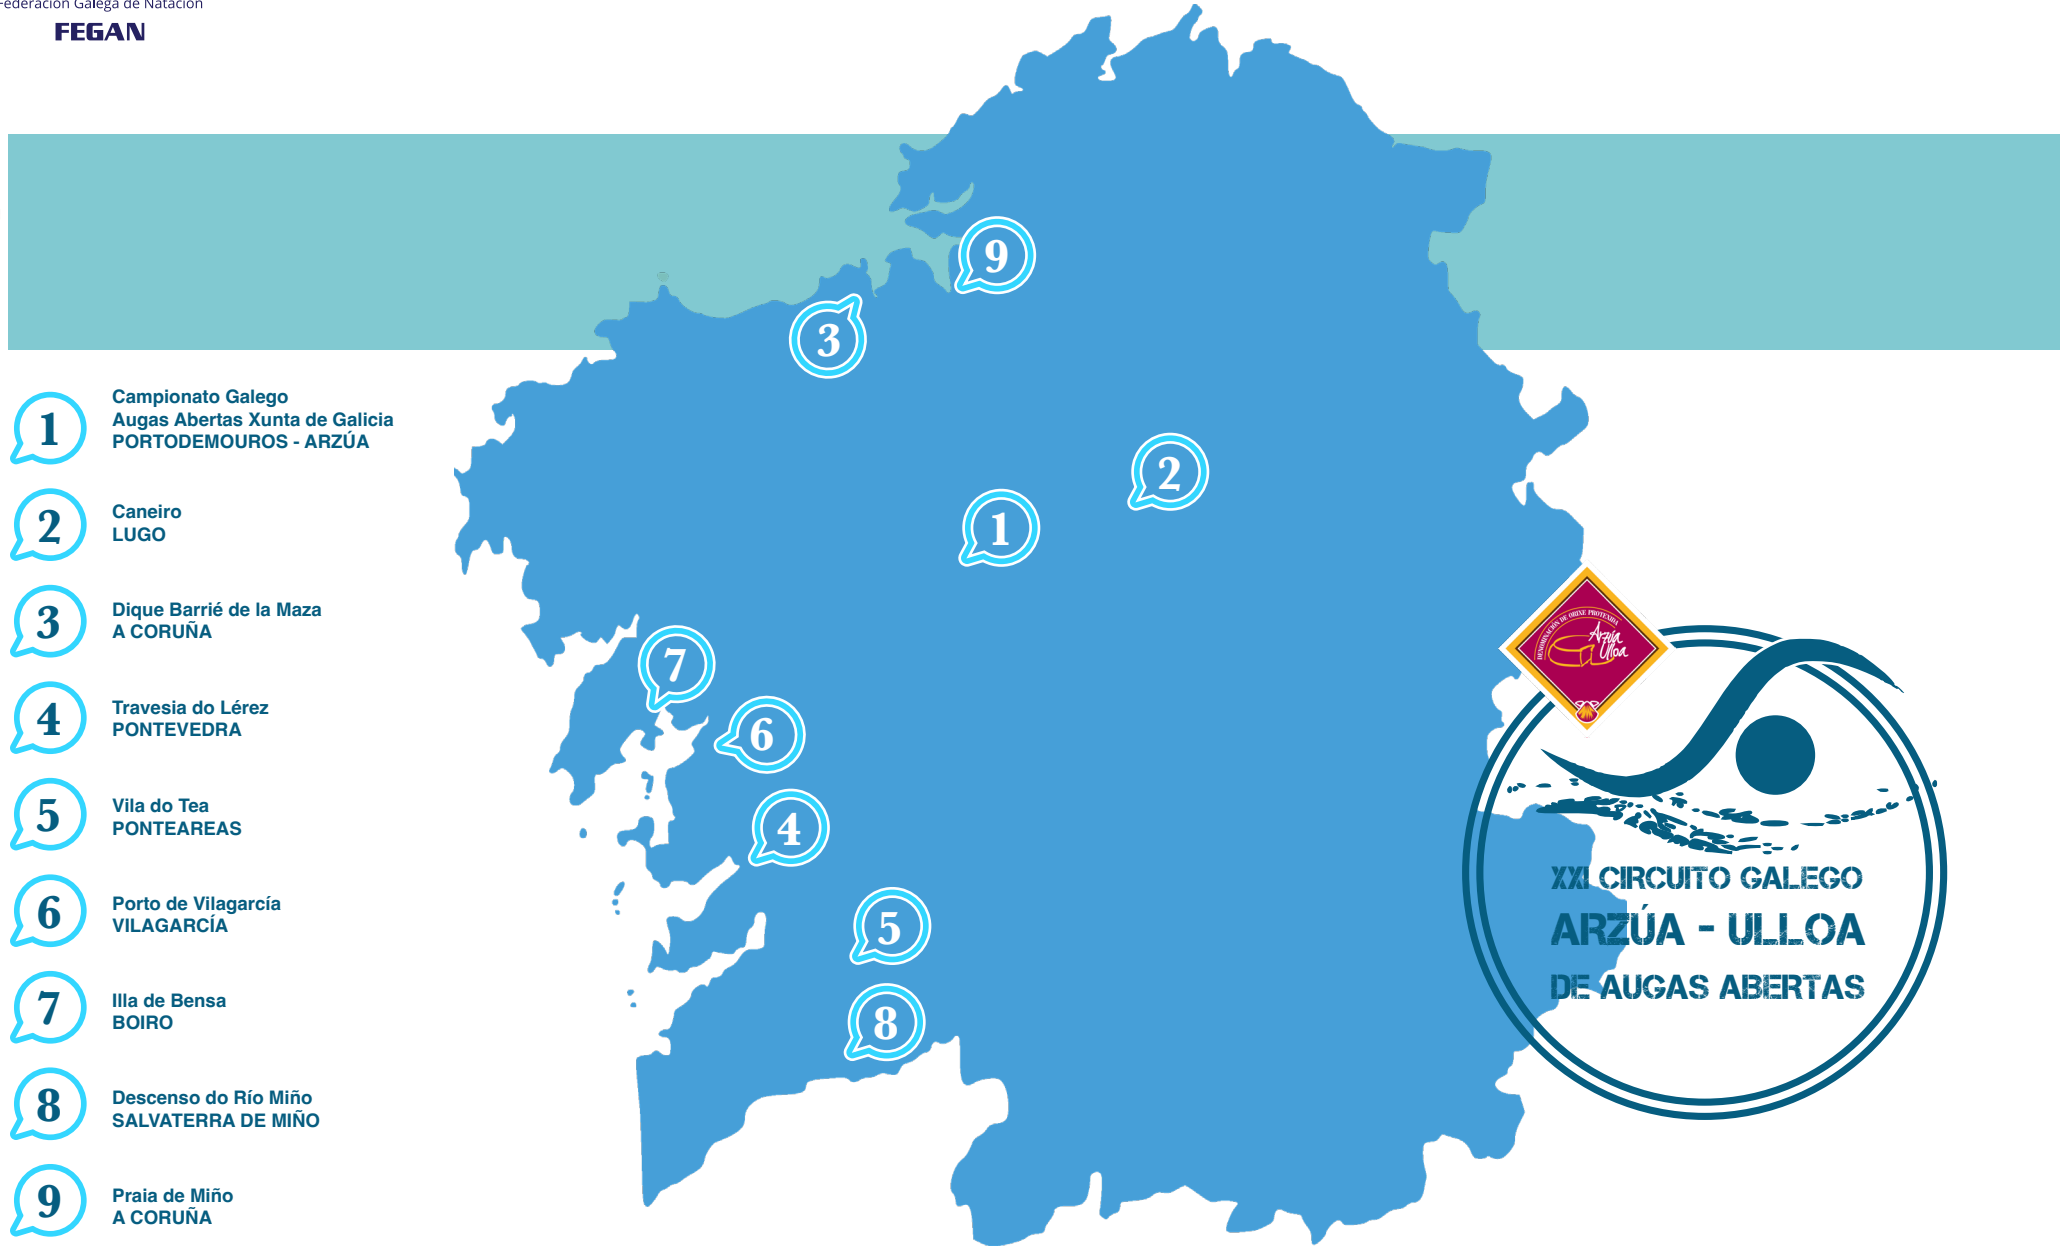 Federación Galega de Natación
FEGAN
1
Campionato Galego
Augas Abertas Xunta de Galicia
PORTODEMOUROS - ARZÚA
2
Caneiro
LUGO
3
Dique Barrié de la Maza
A CORUÑA
4
Travesia do Lérez
PONTEVEDRA
5
Vila do Tea
PONTEAREAS
6
Porto de Vilagarcía
VILAGARCÍA
7
Illa de Bensa
BOIRO
8
Descenso do Río Miño
SALVATERRA DE MIÑO
9
Praia de Miño
A CORUÑA
9
3
2
1
7
6
4
5
8
DENOMINACIÓN DE ORIXE PROTEXIDA
Arzúa
Ulloa
XXI CIRCUITO GALEGO
ARZÚA - ULLOA
DE AUGAS ABERTAS